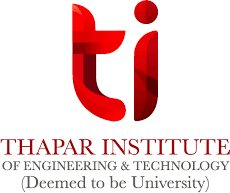 ti
THAPAR INSTITUTE
OF ENGINEERING & TECHNOLOGY
(Deemed to be University)